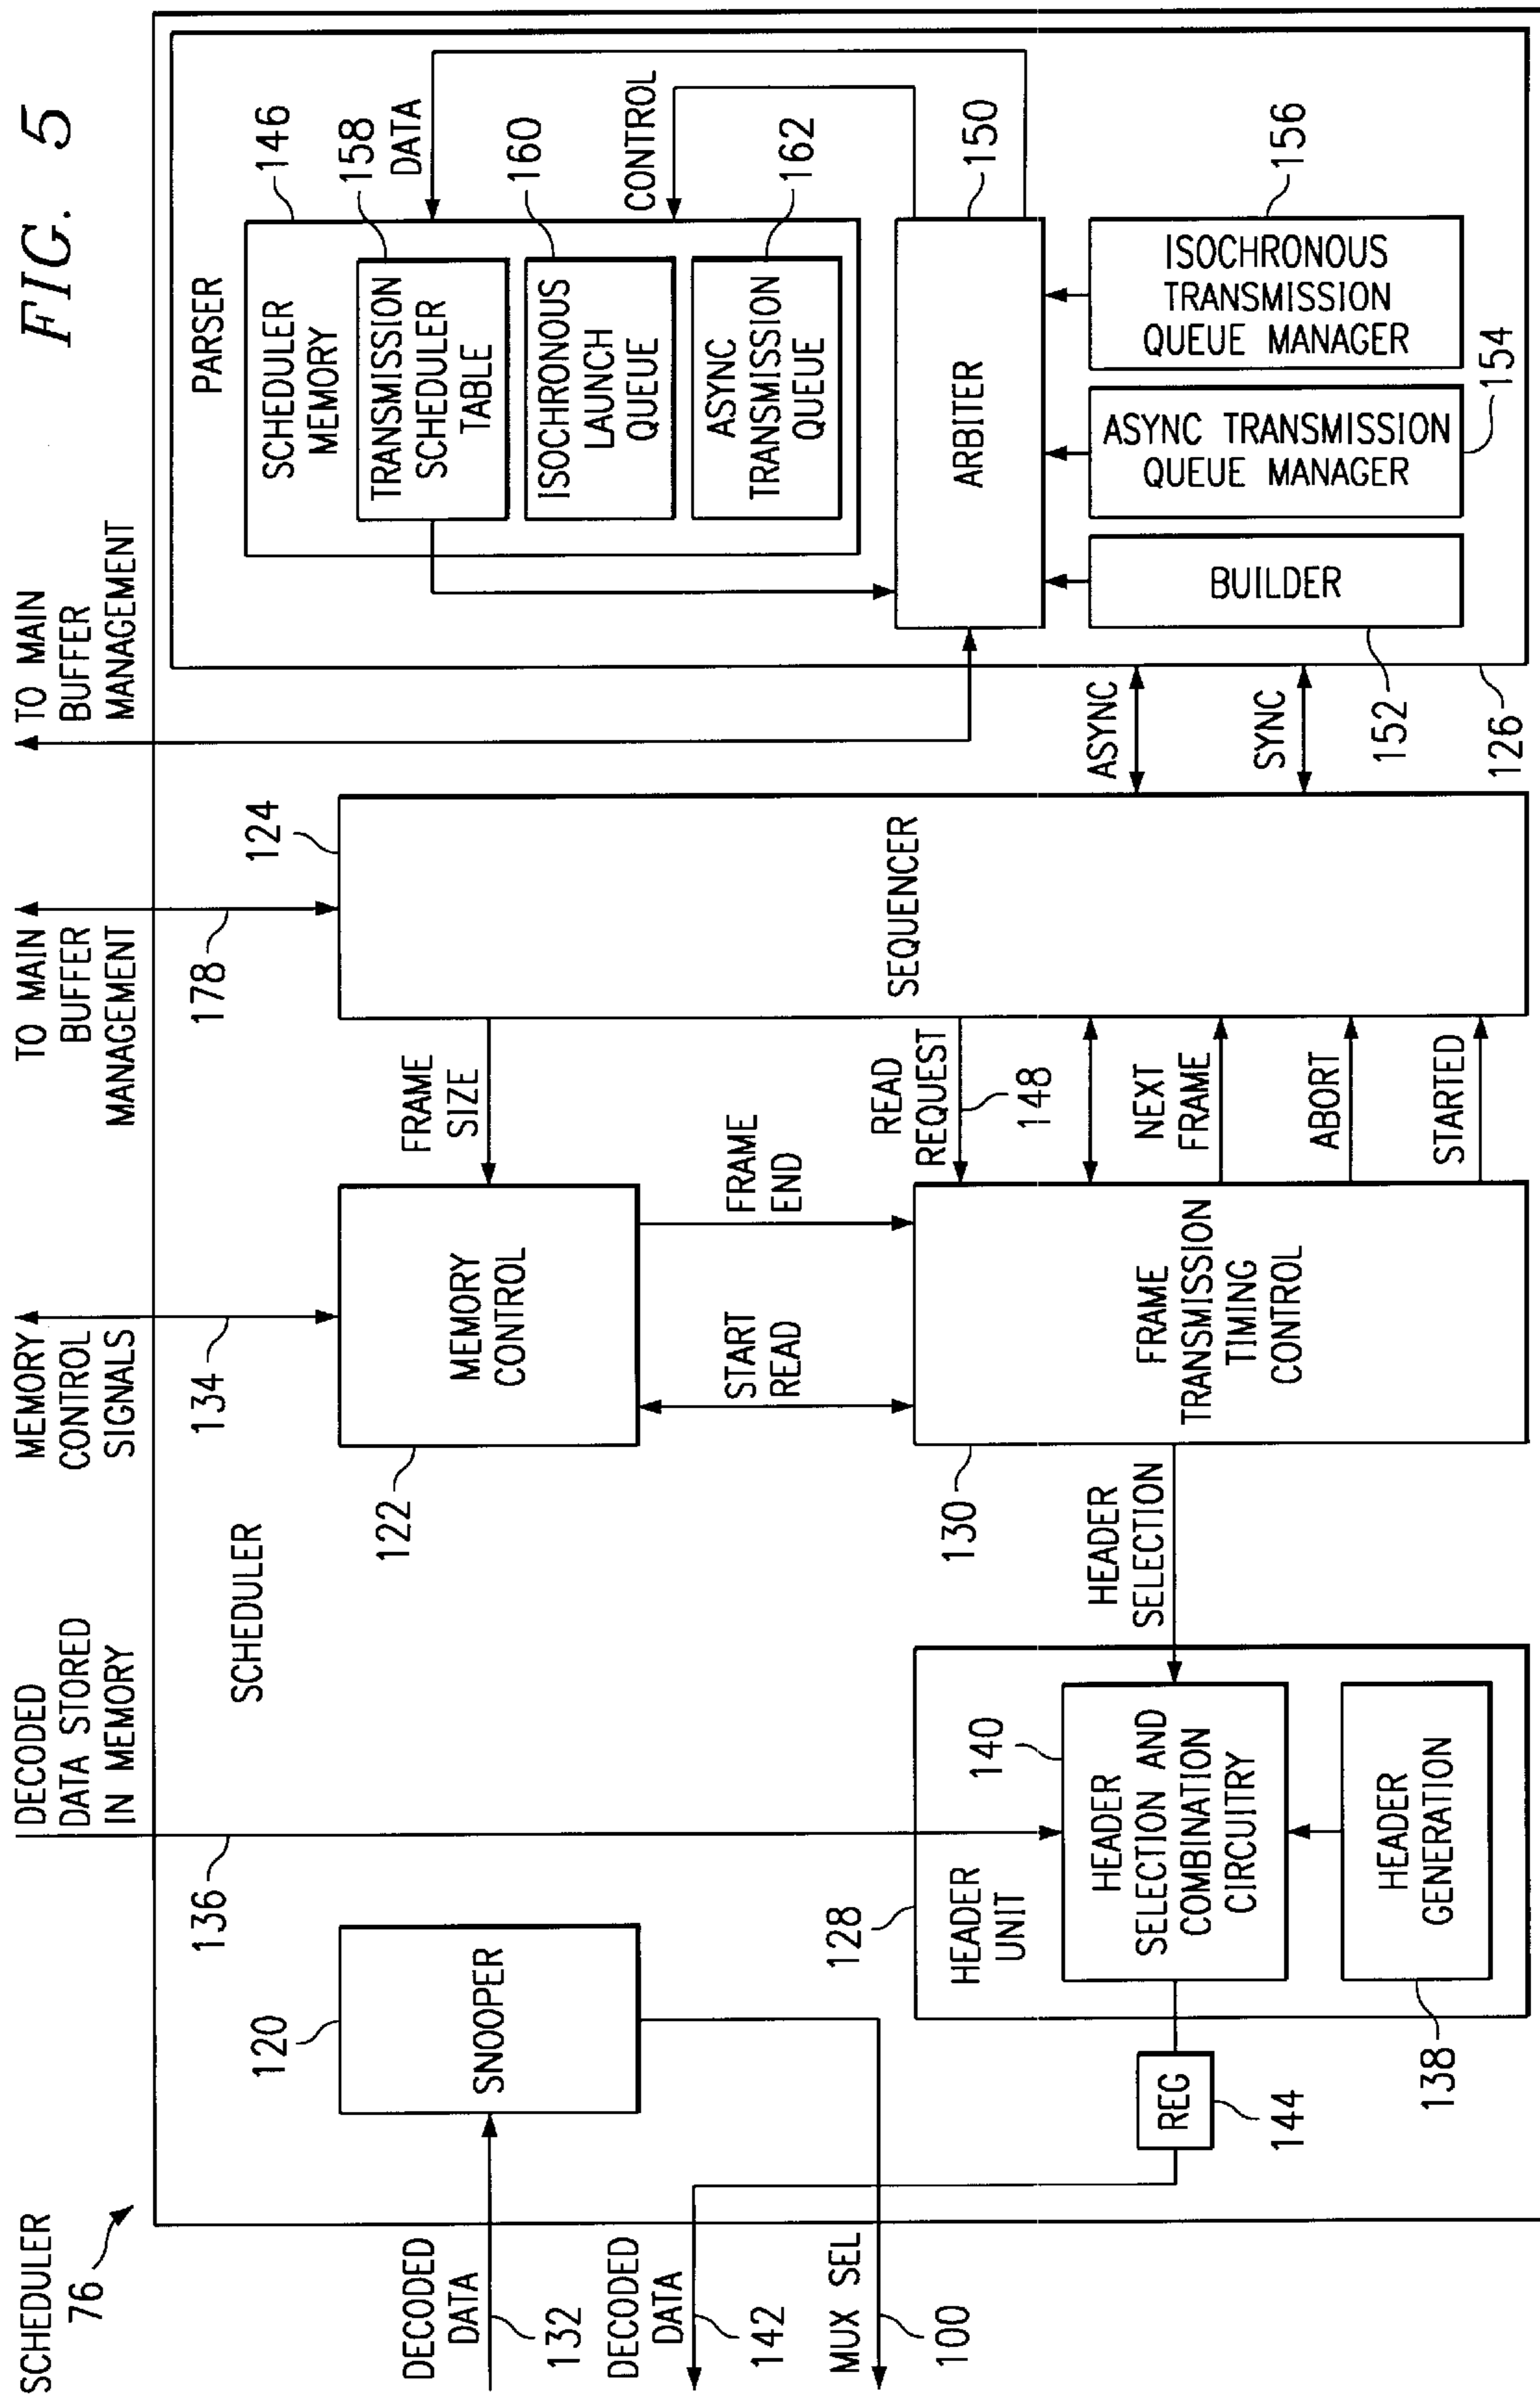 FIG. 5
SCHEDULER
76
DECODED
DATA
132
DECODED
DATA
142
MUX SEL
100
DECODED
DATA STORED
IN MEMORY
136
MEMORY
CONTROL
SIGNALS
134
TO MAIN
BUFFER
MANAGEMENT
178
TO MAIN
BUFFER
MANAGEMENT
SCHEDULER
120
SNOOPER
122
MEMORY
CONTROL
FRAME
SIZE
124
SEQUENCER
START
READ
FRAME
END
READ
REQUEST
148
NEXT
FRAME
ABORT
STARTED
130
FRAME
TRANSMISSION
TIMING
CONTROL
HEADER
SELECTION
128
HEADER
UNIT
140
HEADER
SELECTION AND
COMBINATION
CIRCUITRY
HEADER
GENERATION
138
REG
144
ASYNC
SYNC
PARSER
146
SCHEDULER
MEMORY
158
TRANSMISSION
SCHEDULER
TABLE
DATA
160
ISOCHRONOUS
LAUNCH
QUEUE
CONTROL
162
ASYNC
TRANSMISSION
QUEUE
150
ARBITER
BUILDER
152
ASYNC TRANSMISSION
QUEUE MANAGER
154
ISOCHRONOUS
TRANSMISSION
QUEUE MANAGER
156
126